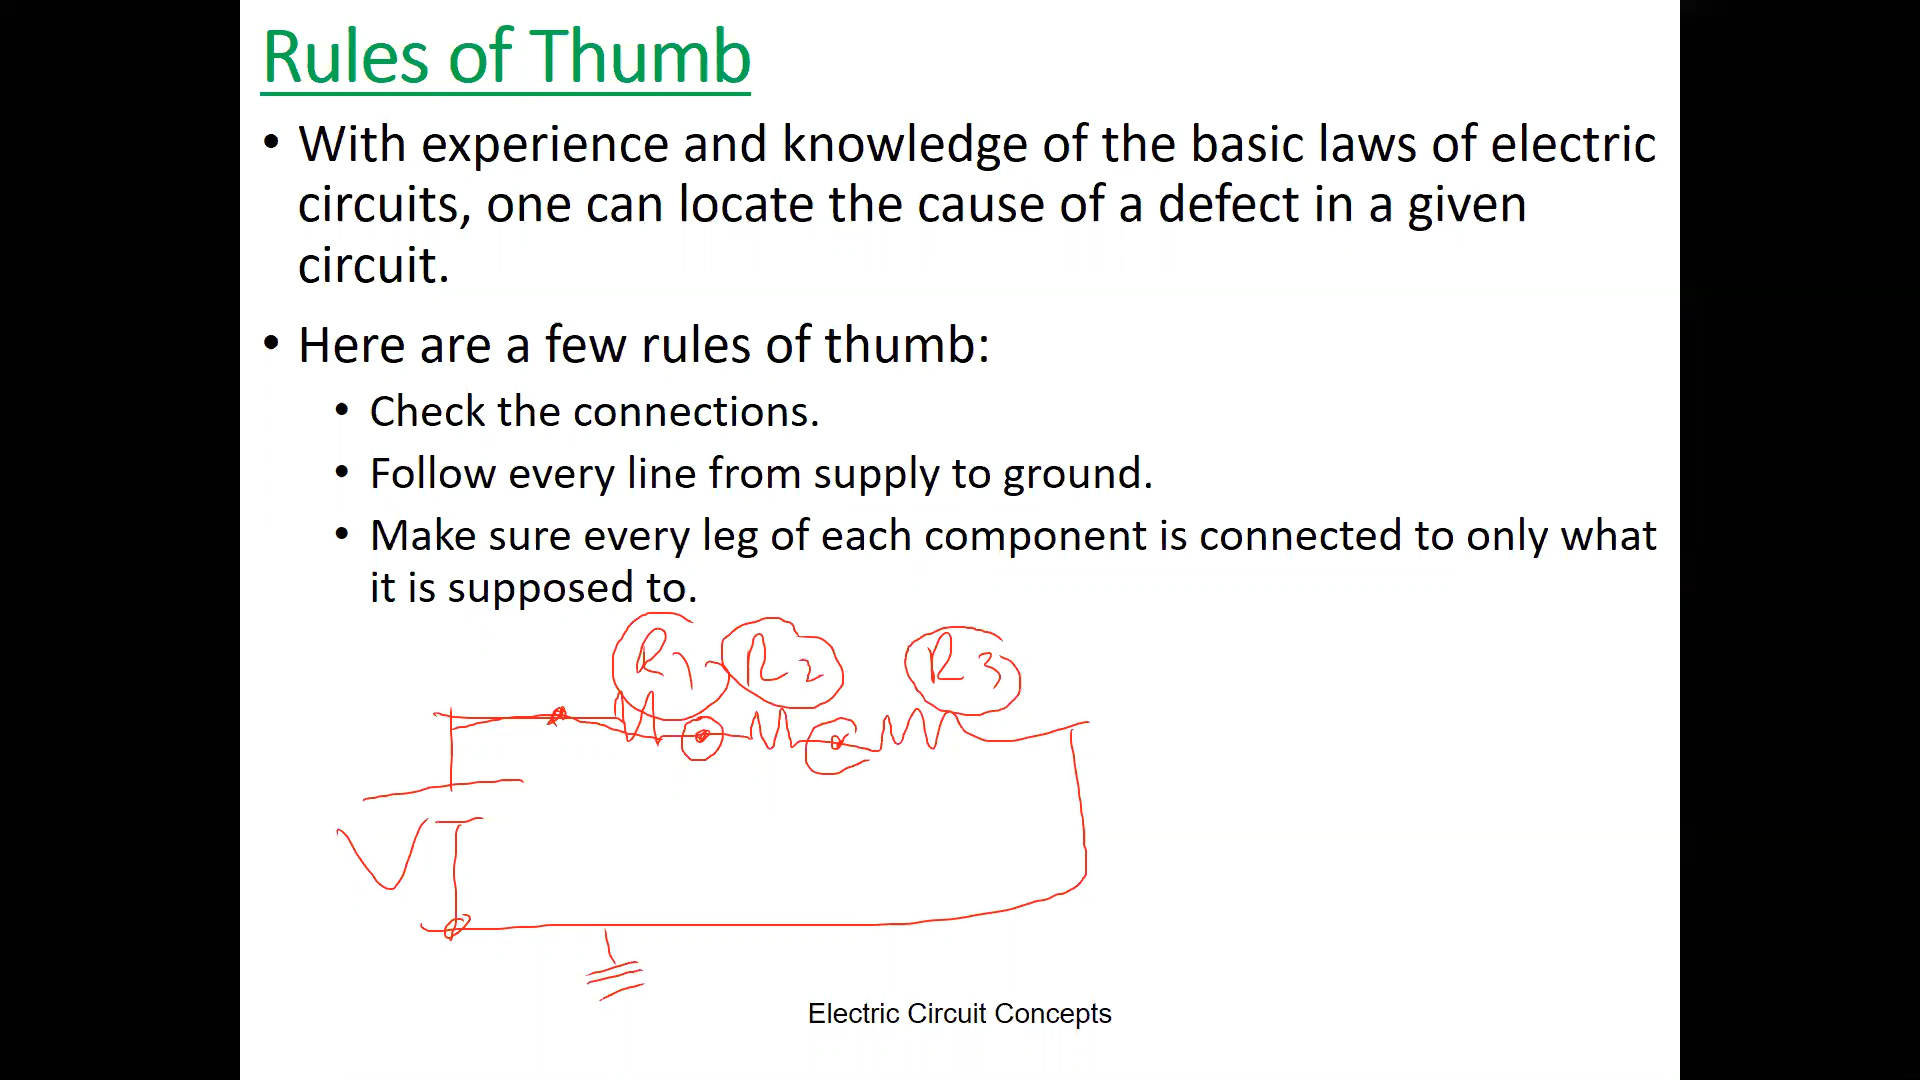 Rules of Thumb
• With experience and knowledge of the basic laws of electric
circuits, one can locate the cause of a defect in a given
circuit.
• Here are a few rules of thumb:
• Check the connections.
• Follow every line from supply to ground.
• Make sure every leg of each component is connected to only what
it is supposed to.
R1 R2 R3
V
Electric Circuit Concepts